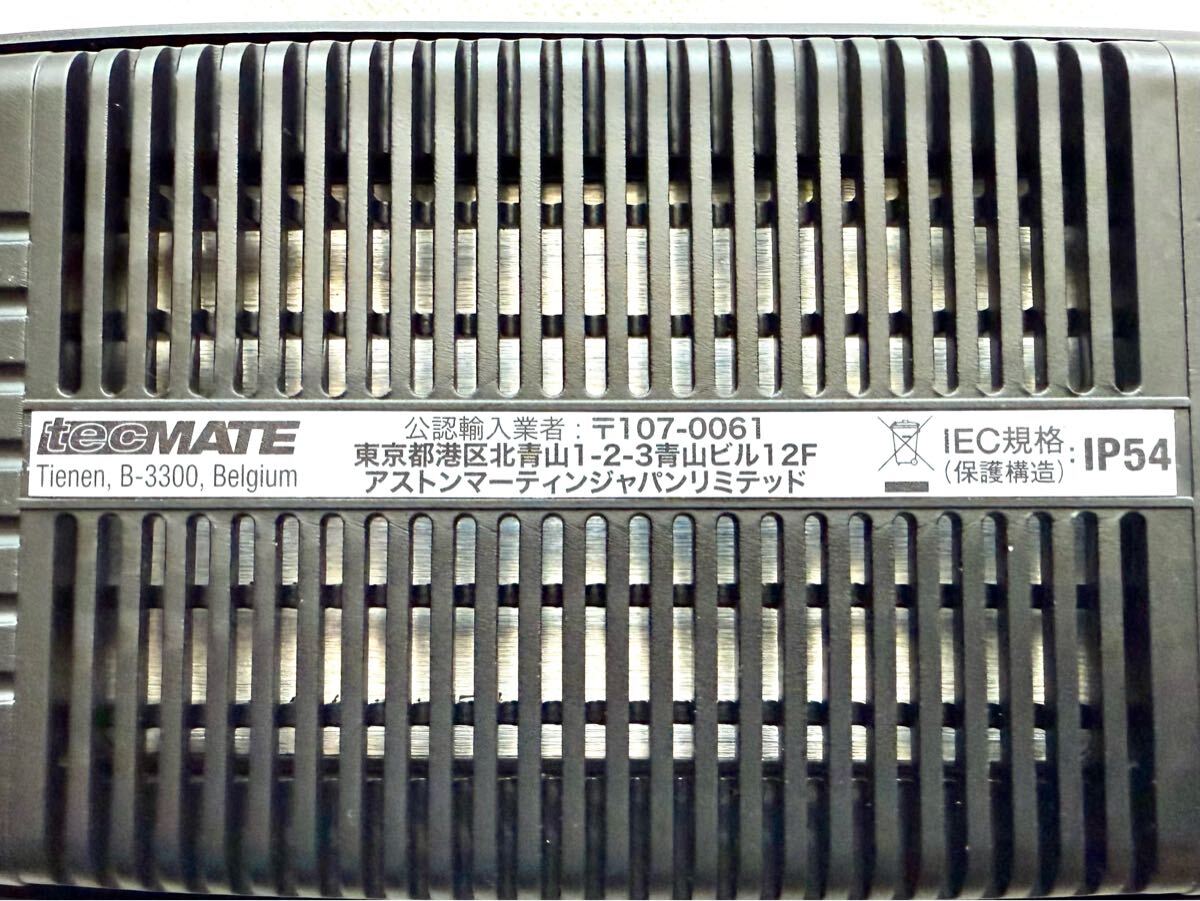 tecMATE
Tienen, B-3300, Belgium
公認輸入業者 : 〒107-0061
東京都港区北青山1-2-3青山ビル12F
アストンマーティンジャパンリミテッド
IEC規格
(保護構造)
: IP54